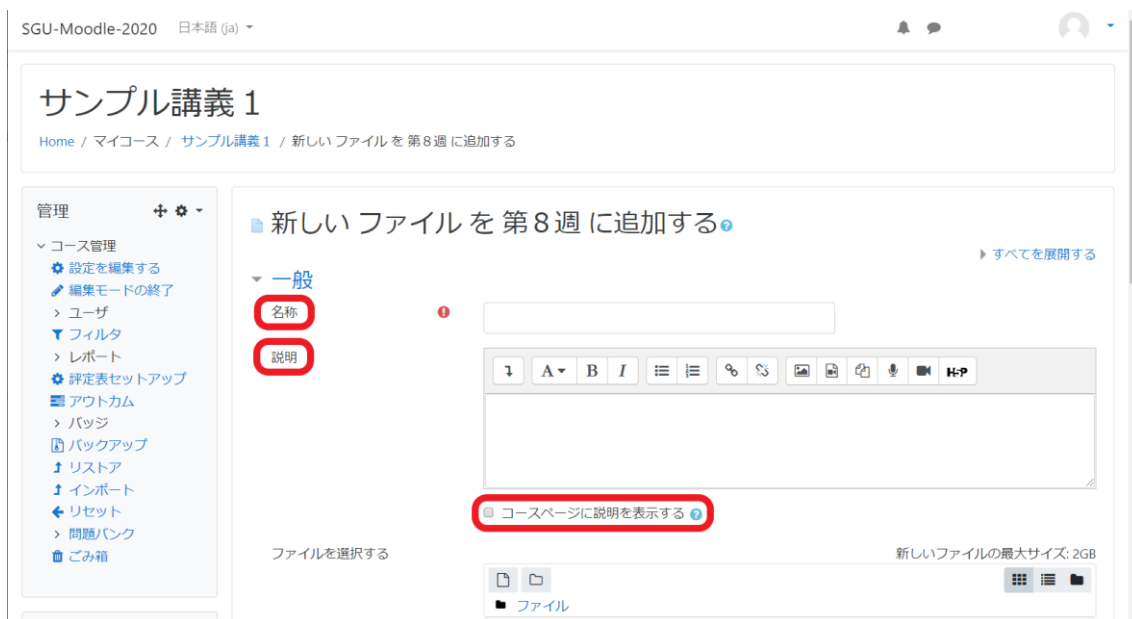 SGU-Moodle-2020 日本語 (ja)
サンプル講義 1
Home / マイコース / サンプル講義 1 / 新しい ファイル を 第8週 に追加する
管理
コース管理
設定を編集する
編集モードの終了
ユーザ
フィルタ
レポート
評定表セットアップ
アウトカム
バッジ
バックアップ
リストア
インポート
リセット
問題バンク
ごみ箱
新しい ファイル を 第8週 に追加する
すべてを展開する
一般
名称
説明
A B I H-P
コースページに説明を表示する
ファイルを選択する 新しいファイルの最大サイズ: 2GB
ファイル